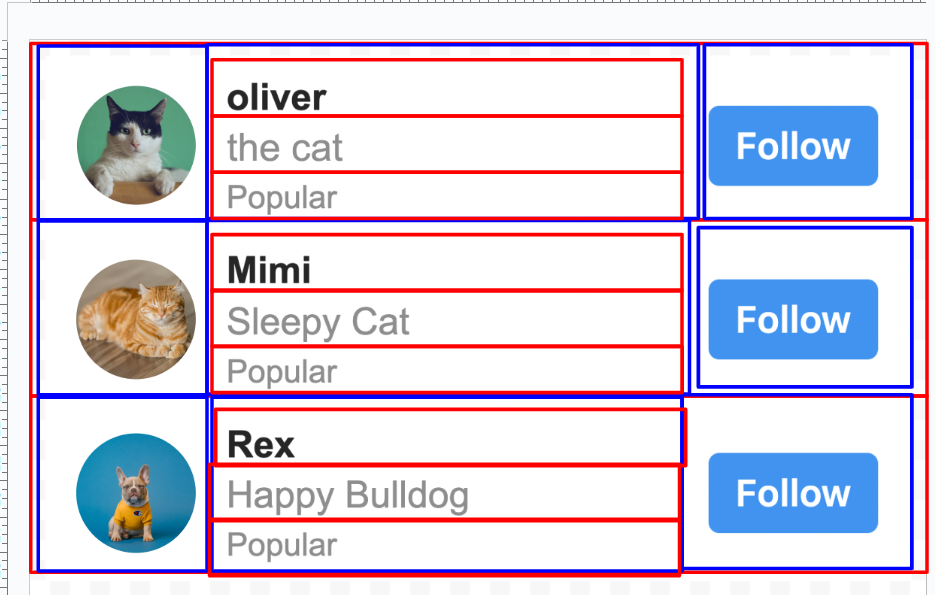 oliver
the cat
Popular
Follow
Mimi
Sleepy Cat
Popular
Follow
Rex
Happy Bulldog
Popular
Follow